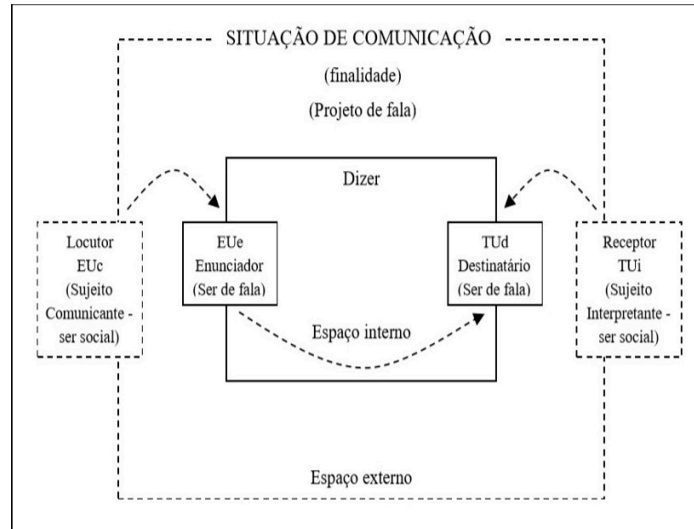 SITUAÇÃO DE COMUNICAÇÃO
(finalidade)
(Projeto de fala)
Dizer
Locutor
EUc
(Sujeito
Comunicante -
ser social)
EUe
Enunciador
(Ser de fala)
TUd
Destinatário
(Ser de fala)
Receptor
TUi
(Sujeito
Interpretante -
ser social)
Espaço interno
Espaço externo